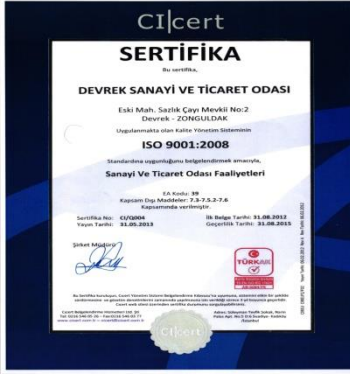 CI|cert
SERTİFİKA
Bu sertifika,
DEVREK SANAYİ VE TİCARET ODASI
Eski Mah. Sazlık Çayı Mevkii No:2
Devrek - ZONGULDAK
Uygulanmakta olan Kalite Yönetim Sisteminin
ISO 9001:2008
Standardına uygunluğunu belgelendirmek amacıyla,
Sanayi Ve Ticaret Odası Faaliyetleri
EA Kodu: 39
Kapsam Dışı Maddeler: 7.3-7.5.2-7.6
Kapsamında verilmiştir.
Sertifika No: CI/Q004
İlk Belge Tarihi: 31.08.2012
Yayın Tarihi: 31.05.2013
Geçerlilik Tarihi: 31.08.2015
Şirket Müdürü
TÜRKAK
CI|cert